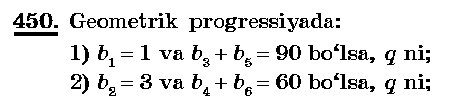 450. Geometrik progressiyada:
1) b₁ = 1 va b₃ + b₅ = 90 bo‘lsa, q ni;
2) b₂ = 3 va b₄ + b₆ = 60 bo‘lsa, q ni;